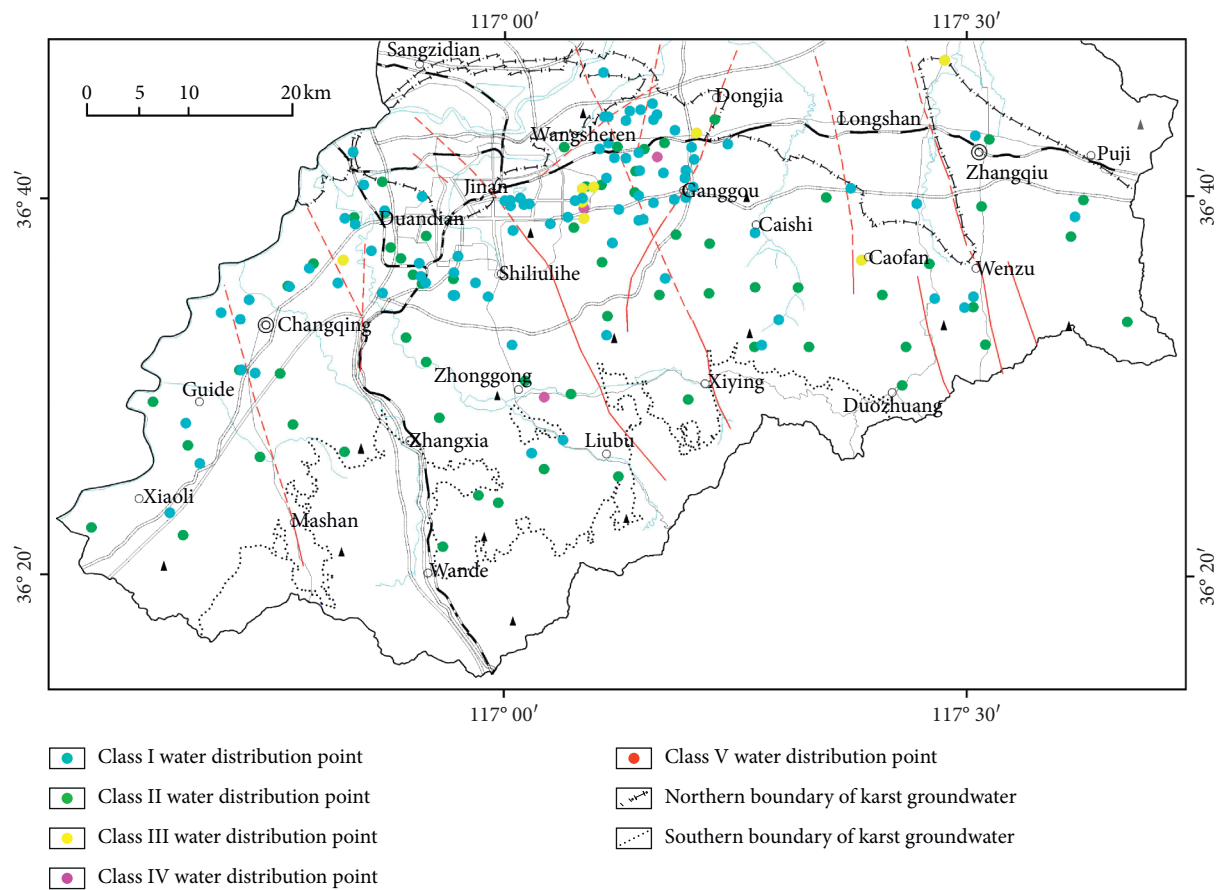 117° 00′ 117° 30′
Sangzidian
0 5 10 20 km
Dongjia
Longshan
Wangsheren
Puji
Zhangqiu
36° 40′ Jinan Ganggou 36° 40′
Duandian Caishi
Caofan
Shiliulihe Wenzu
Changqing
Zhonggong Xiying
Guide Duozhuang
Zhangxia Liubu
Xiaoli
Mashan
36° 20′ Wande 36° 20′
117° 00′ 117° 30′
Class I water distribution point
Class II water distribution point
Class III water distribution point
Class IV water distribution point
Class V water distribution point
Northern boundary of karst groundwater
Southern boundary of karst groundwater